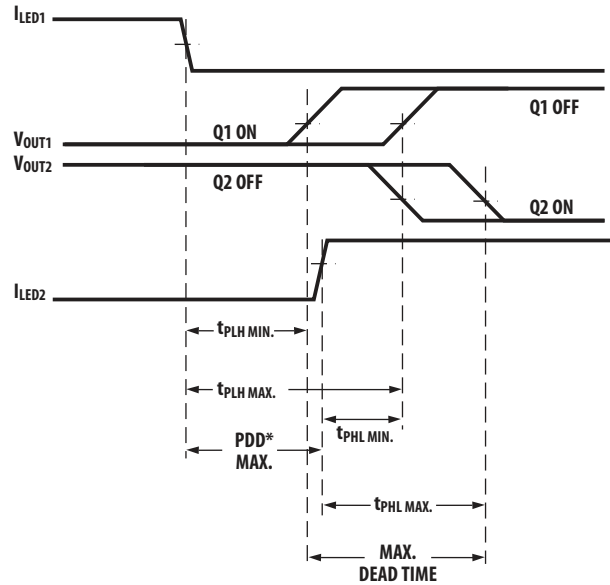 ILED1
Q1 ON
Q1 OFF
VOUT1
VOUT2
Q2 OFF
Q2 ON
ILED2
tPLH MIN.
tPLH MAX.
tPHL MIN.
PDD*
MAX.
tPHL MAX.
MAX.
DEAD TIME